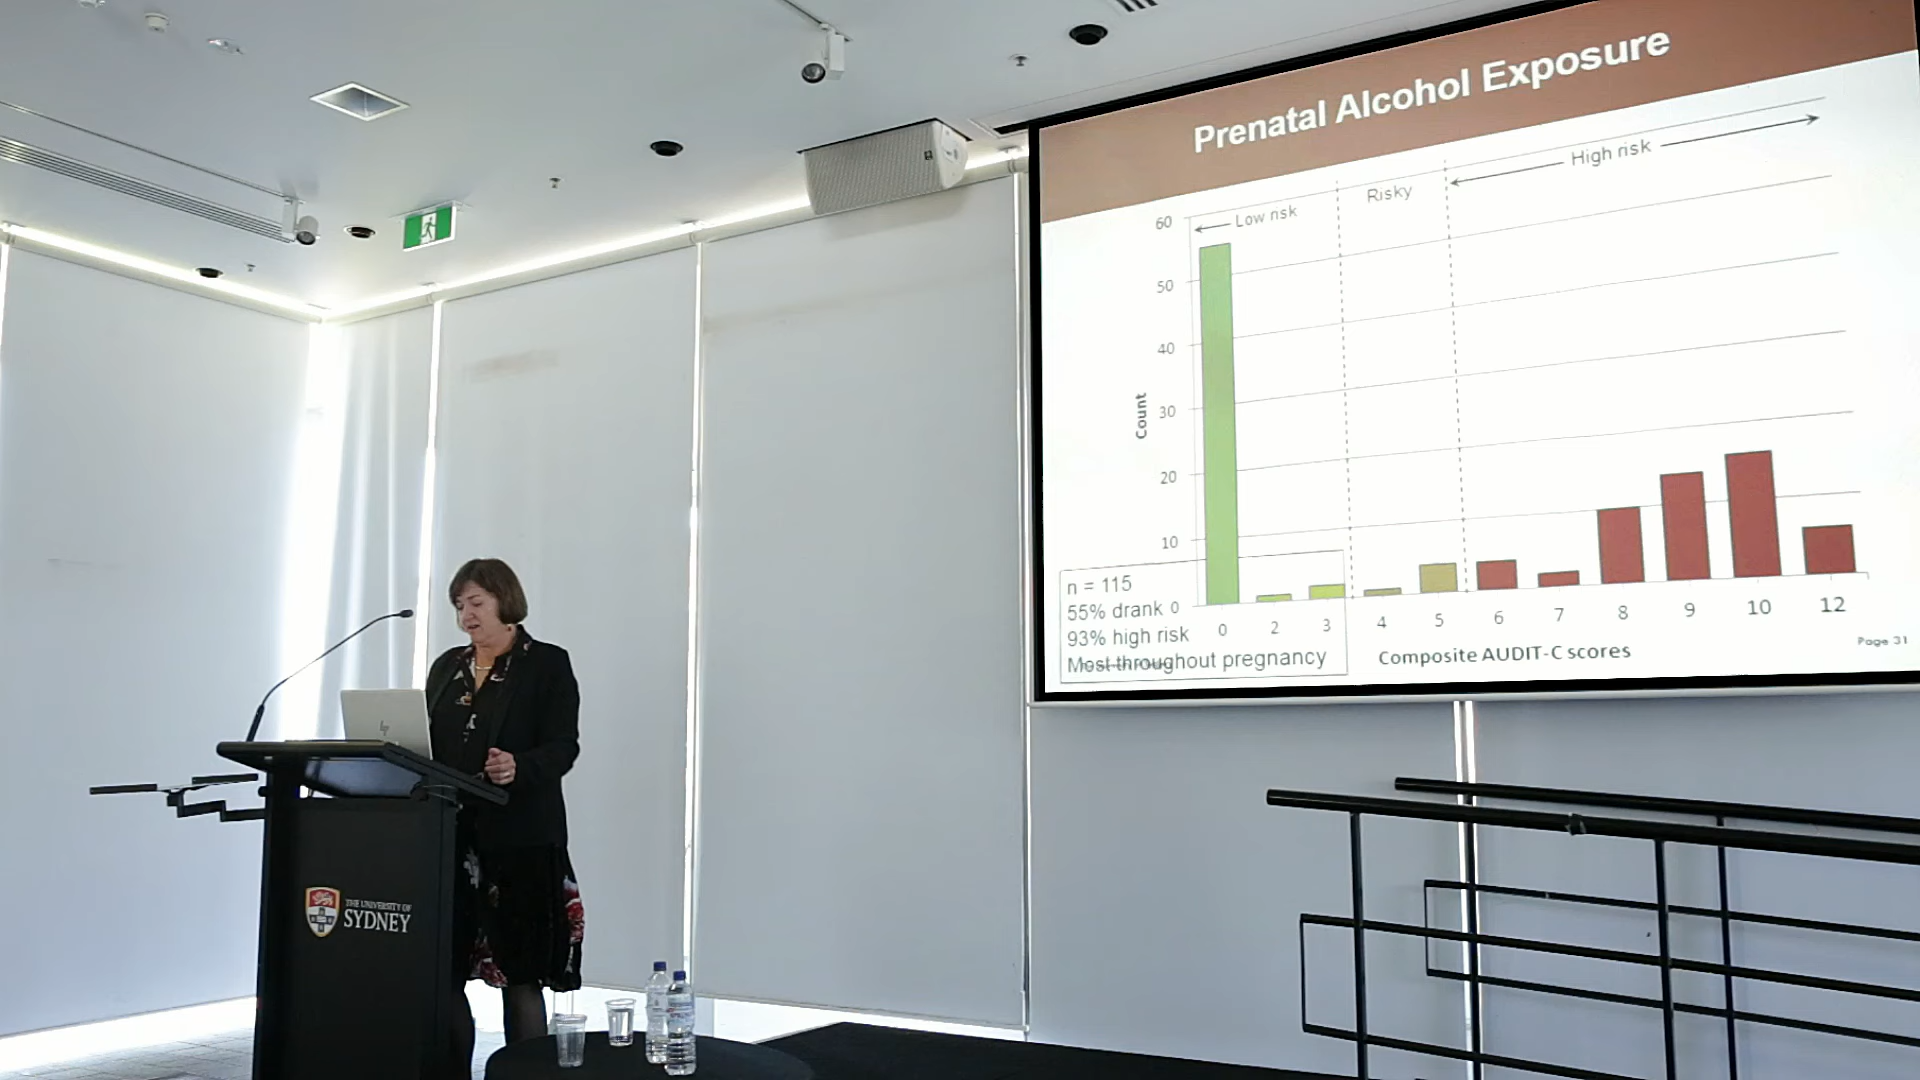 Prenatal Alcohol Exposure
Low risk
Risky
High risk
60
50
40
30
20
10
0
Count
0 2 3 4 5 6 7 8 9 10 12
Composite AUDIT-C scores
n = 115
55% drank
93% high risk
Most throughout pregnancy
Page 31
hp
THE UNIVERSITY OF
SYDNEY